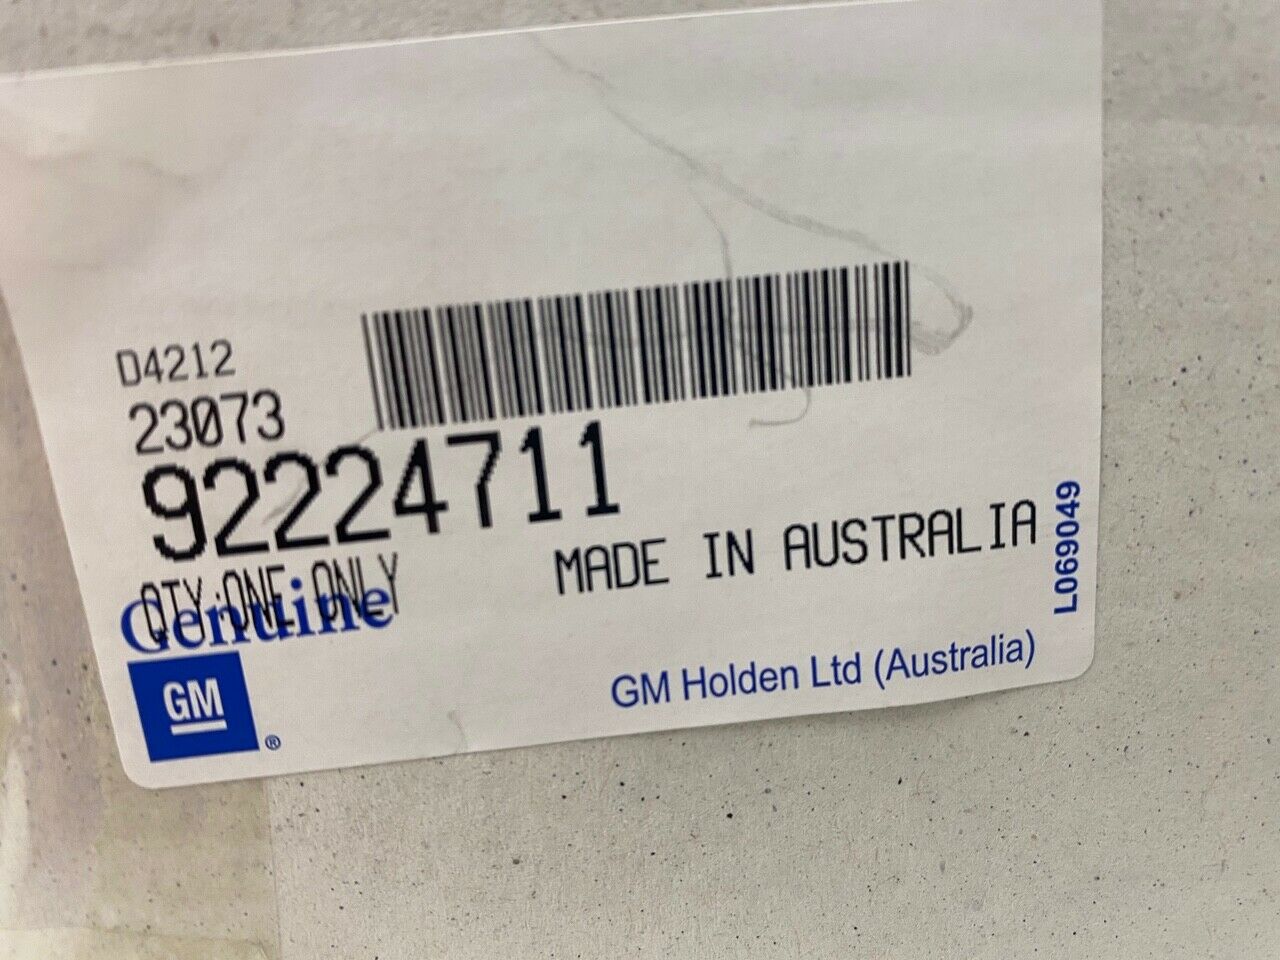 D4212
23073
92224711
QTY:ONE ONLY
MADE IN AUSTRALIA
L069049
Genuine
GM
®
GM Holden Ltd (Australia)